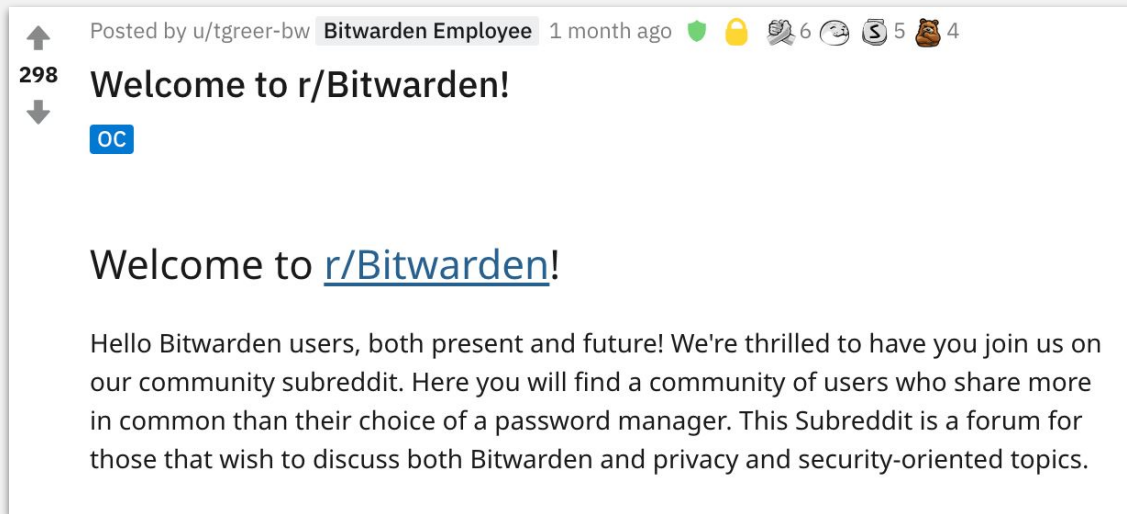 Posted by u/tgreer-bw Bitwarden Employee 1 month ago 6 S 5 4
298
Welcome to r/Bitwarden!
OC
Welcome to r/Bitwarden!
Hello Bitwarden users, both present and future! We're thrilled to have you join us on
our community subreddit. Here you will find a community of users who share more
in common than their choice of a password manager. This Subreddit is a forum for
those that wish to discuss both Bitwarden and privacy and security-oriented topics.